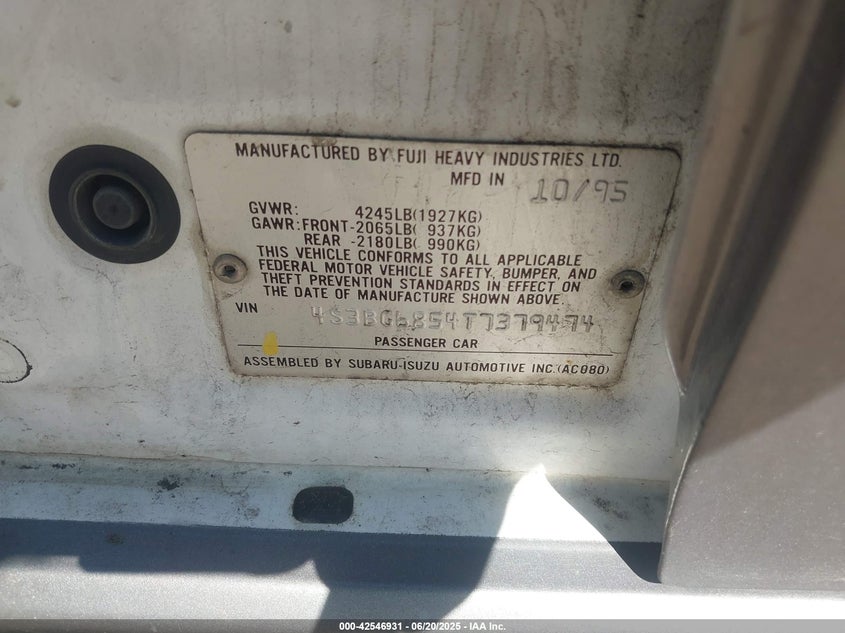 MANUFACTURED BY FUJI HEAVY INDUSTRIES LTD.
MFD IN 10/95
GVWR: 4245LB(1927KG)
GAWR:FRONT-2065LB( 937KG)
REAR -2180LB( 990KG)
THIS VEHICLE CONFORMS TO ALL APPLICABLE
FEDERAL MOTOR VEHICLE SAFETY, BUMPER, AND
THEFT PREVENTION STANDARDS IN EFFECT ON
THE DATE OF MANUFACTURE SHOWN ABOVE.
VIN 4S3BG6854T7379474
PASSENGER CAR
ASSEMBLED BY SUBARU-ISUZU AUTOMOTIVE INC.(AC080)
000-42546931 - 06/20/2025 - IAA Inc.